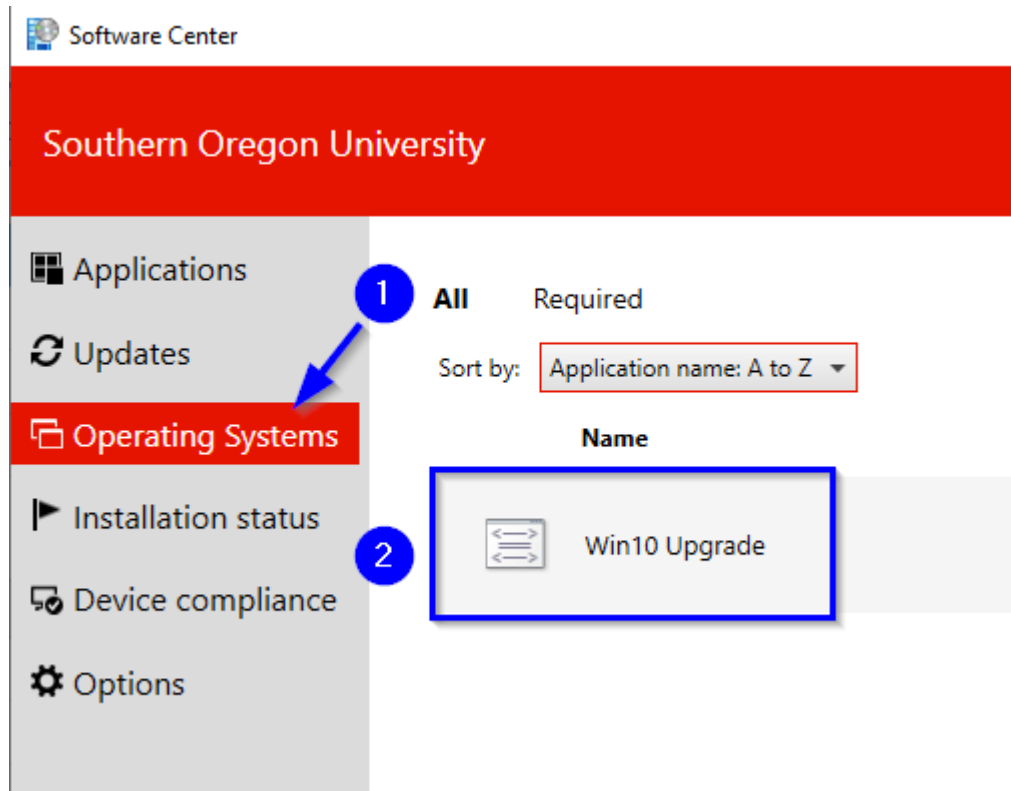 Software Center
Southern Oregon University
Applications
Updates
Operating Systems
Installation status
Device compliance
Options
1
All Required
Sort by: Application name: A to Z
Name
2
Win10 Upgrade